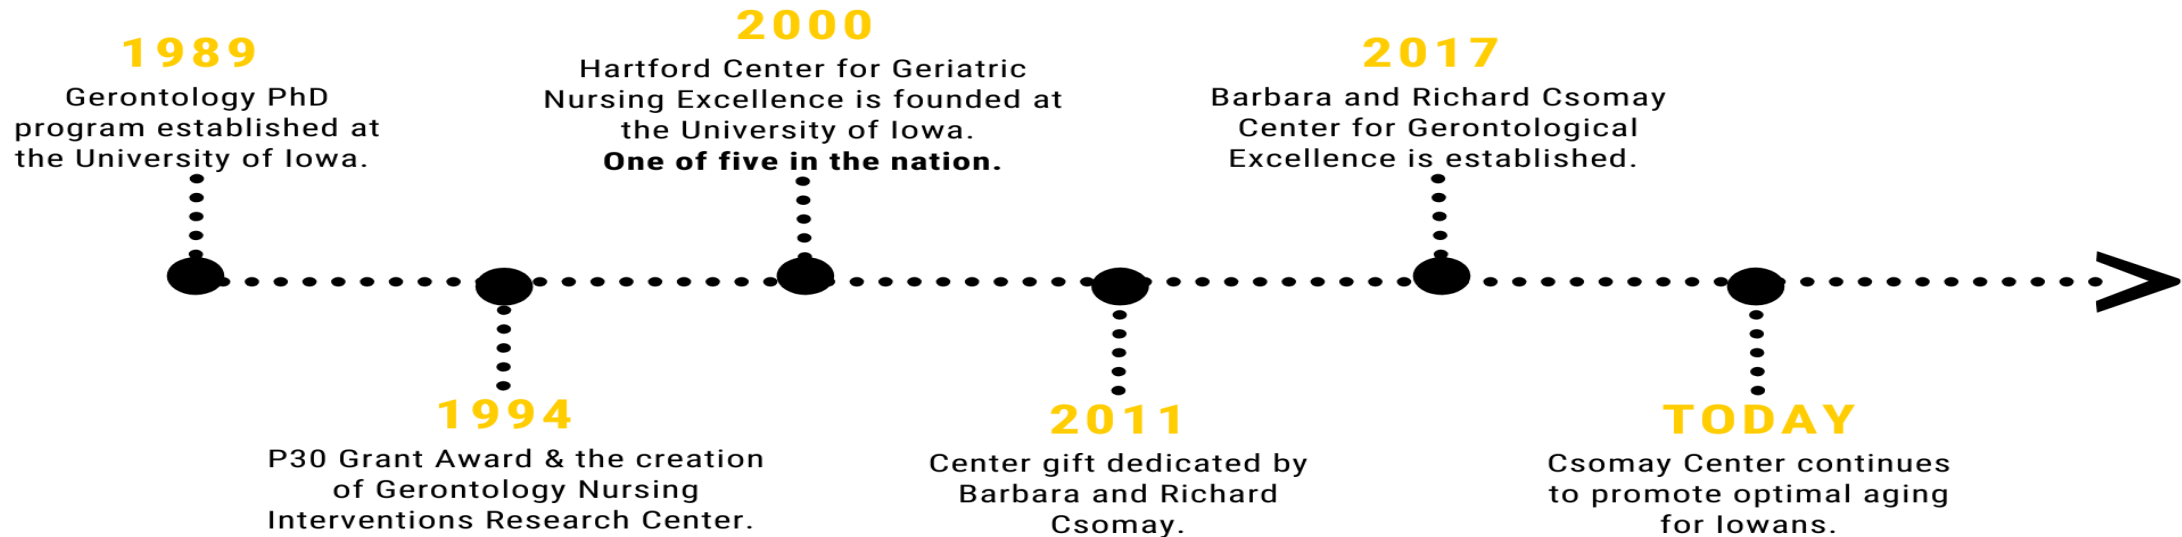 1989
Gerontology PhD
program established at
the University of Iowa.
1994
P30 Grant Award & the creation
of Gerontology Nursing
Interventions Research Center.
2000
Hartford Center for Geriatric
Nursing Excellence is founded at
the University of Iowa.
One of five in the nation.
2011
Center gift dedicated by
Barbara and Richard
Csomay.
2017
Barbara and Richard Csomay
Center for Gerontological
Excellence is established.
TODAY
Csomay Center continues
to promote optimal aging
for Iowans.